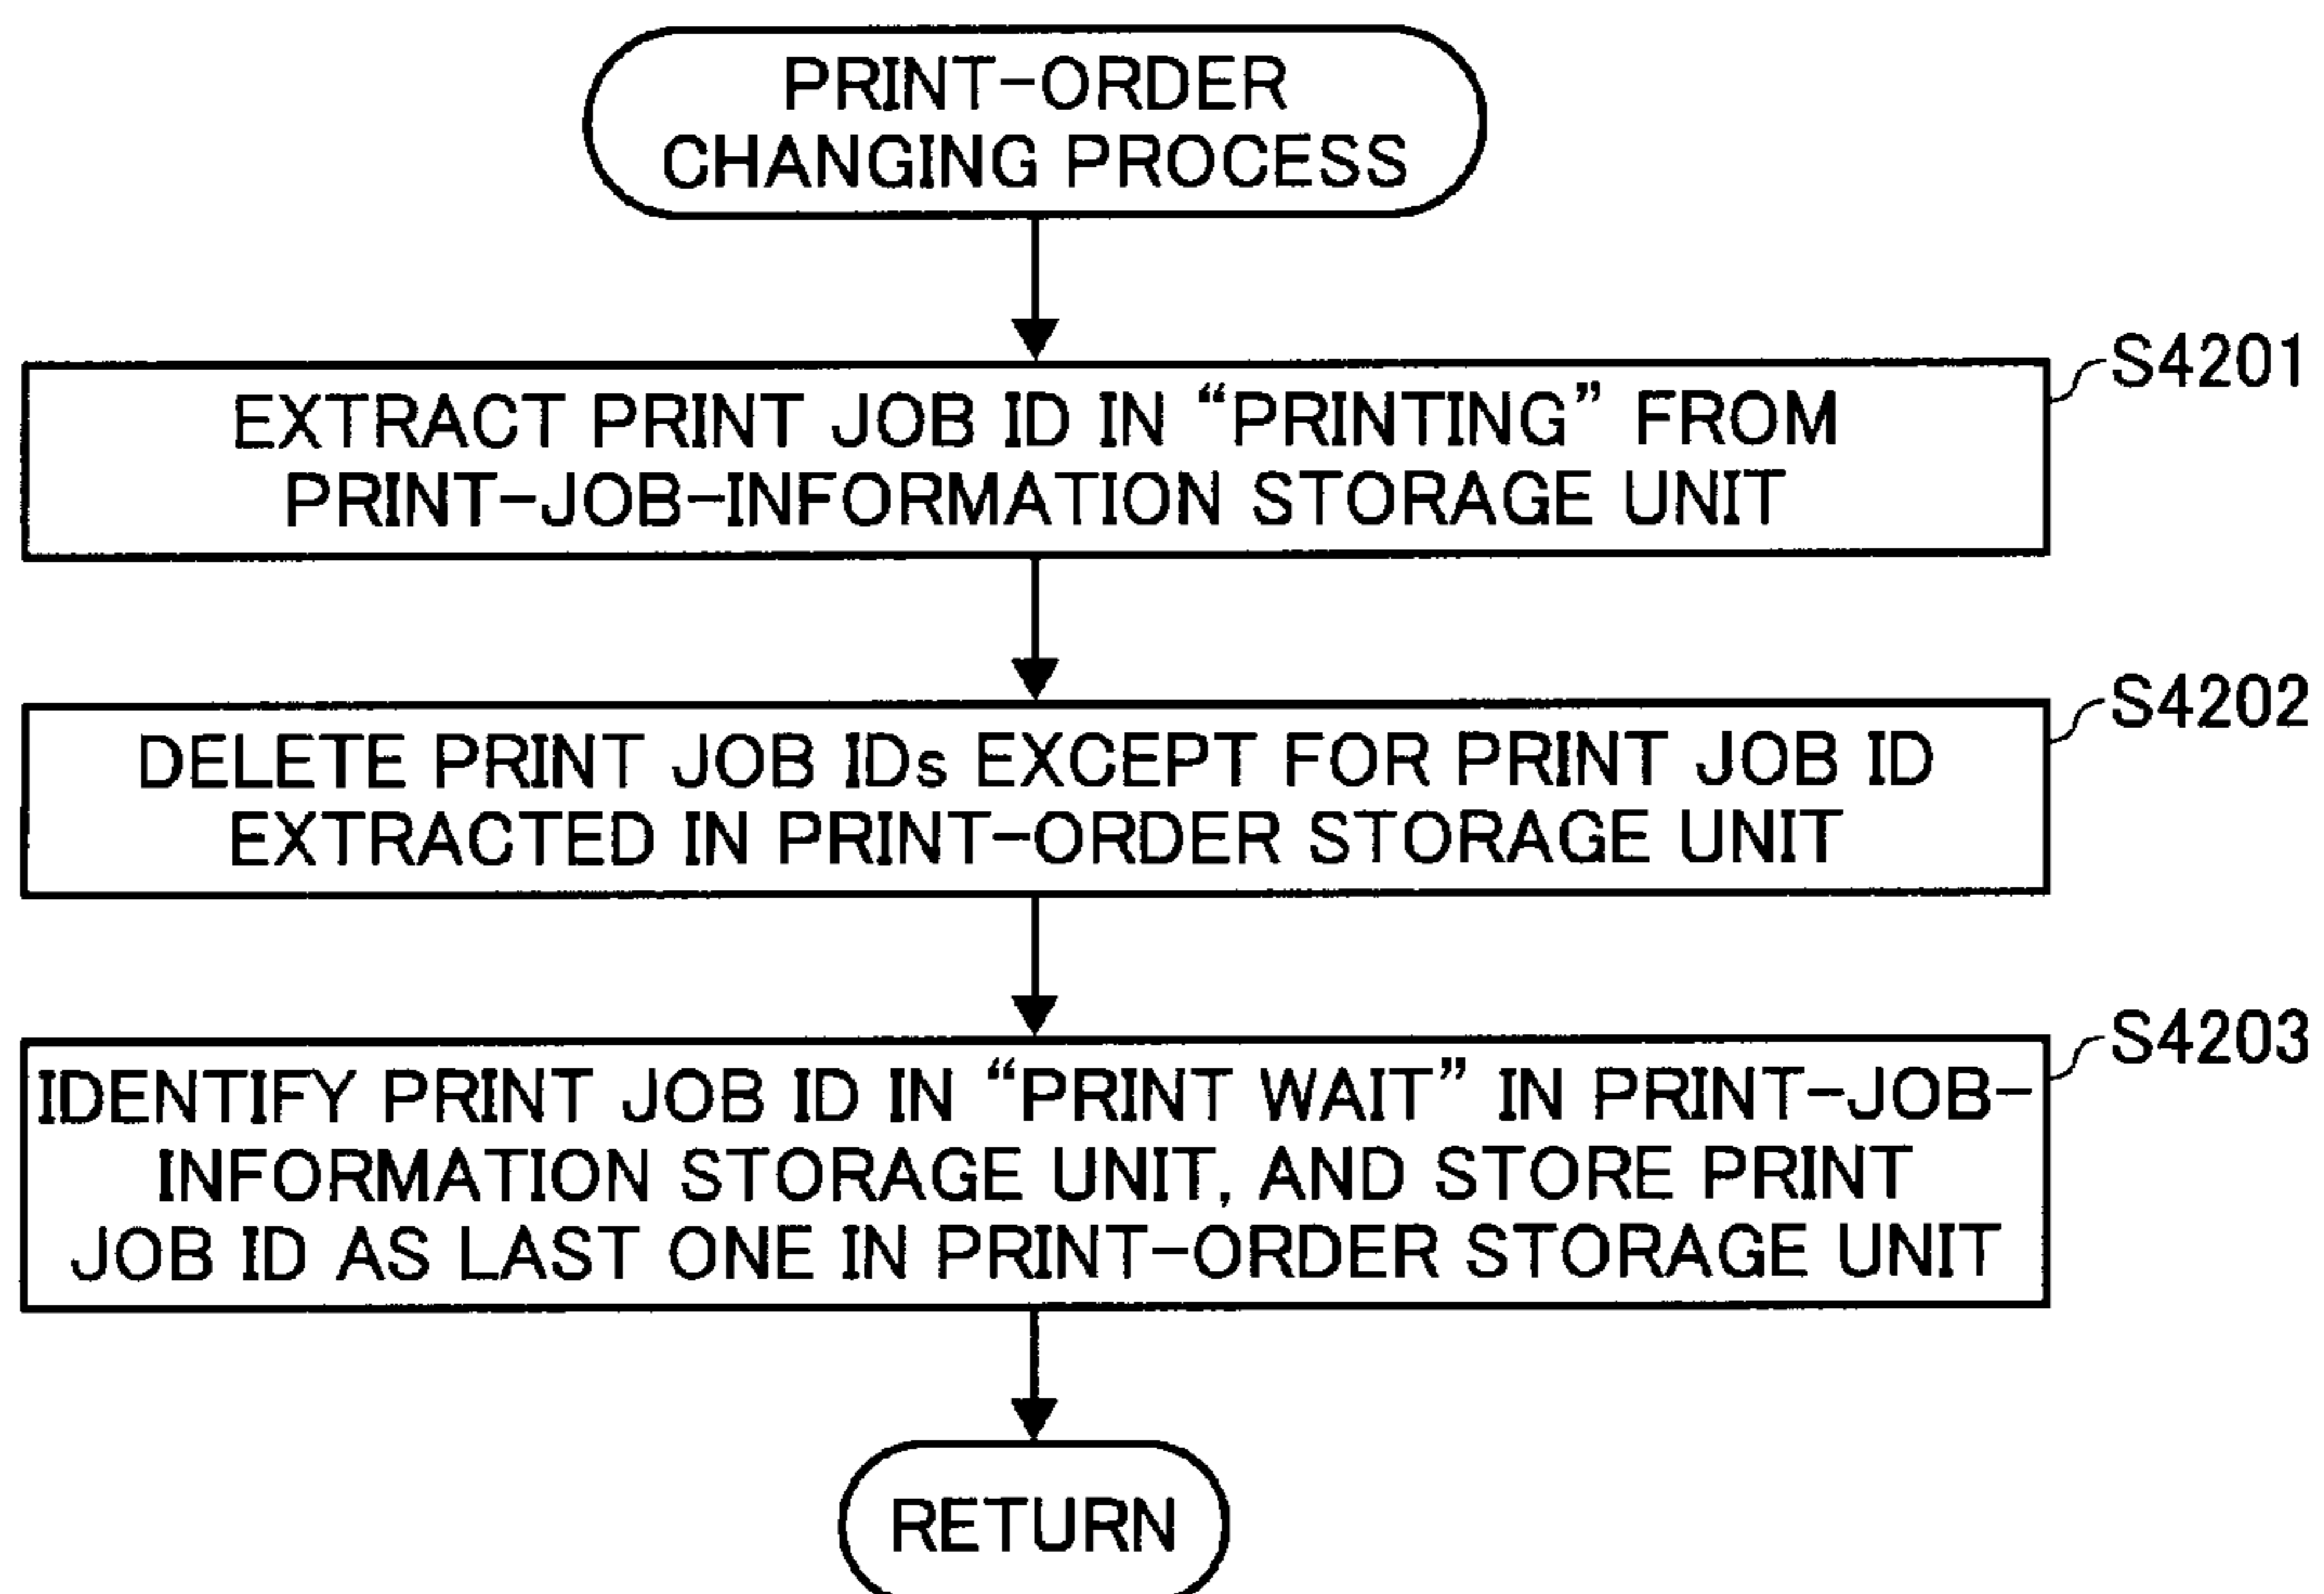 PRINT-ORDER
CHANGING PROCESS
S4201
EXTRACT PRINT JOB ID IN “PRINTING” FROM
PRINT-JOB-INFORMATION STORAGE UNIT
S4202
DELETE PRINT JOB IDs EXCEPT FOR PRINT JOB ID
EXTRACTED IN PRINT-ORDER STORAGE UNIT
S4203
IDENTIFY PRINT JOB ID IN “PRINT WAIT” IN PRINT-JOB-
INFORMATION STORAGE UNIT, AND STORE PRINT
JOB ID AS LAST ONE IN PRINT-ORDER STORAGE UNIT
RETURN